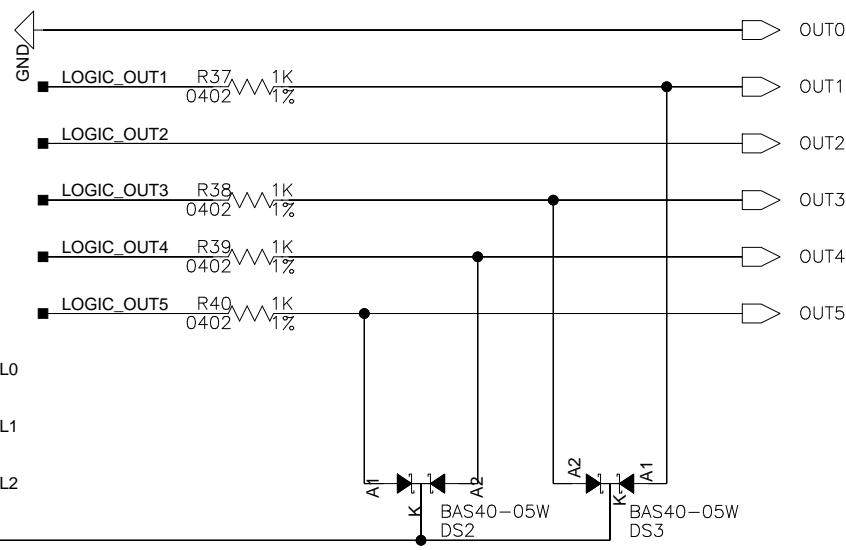 OUT0
GND
LOGIC_OUT1 R37 1K OUT1
0402 1%
LOGIC_OUT2 OUT2
LOGIC_OUT3 R38 1K OUT3
0402 1%
LOGIC_OUT4 R39 1K OUT4
0402 1%
LOGIC_OUT5 R40 1K OUT5
0402 1%
L0
L1
L2
A1 A2 A2 A1
K K
BAS40-05W BAS40-05W
DS2 DS3